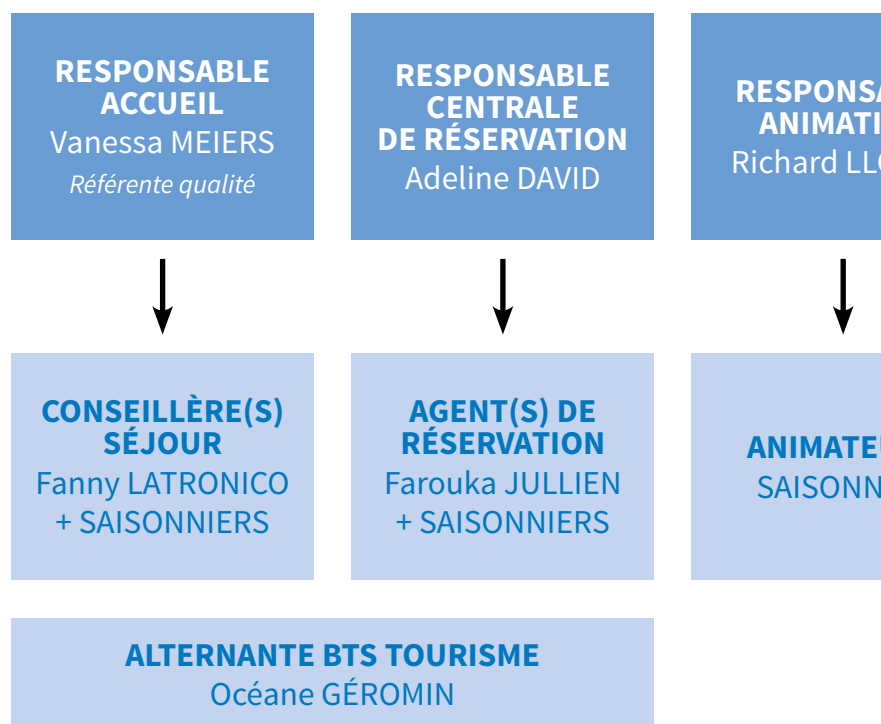 RESPONSABLE
ACCUEIL
Vanessa MEIERS
Référente qualité
RESPONSABLE
CENTRALE
DE RÉSERVATION
Adeline DAVID
Richard
CONSEILLÈRE(S)
SÉJOUR
Fanny LATRONICO
+ SAISONNIERS
AGENT(S) DE
RÉSERVATION
Farouka JULLIEN
+ SAISONNIERS
ALTERNANTE BTS TOURISME
Océane GÉROMIN